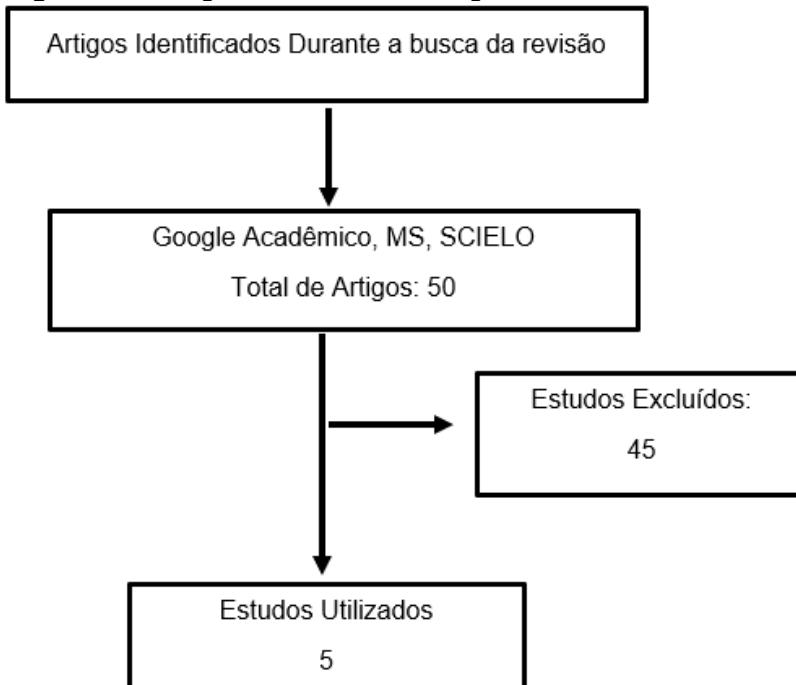 Artigos Identificados Durante a busca da revisão
Google Acadêmico, MS, SCIELO
Total de Artigos: 50
Estudos Excluídos:
45
Estudos Utilizados
5